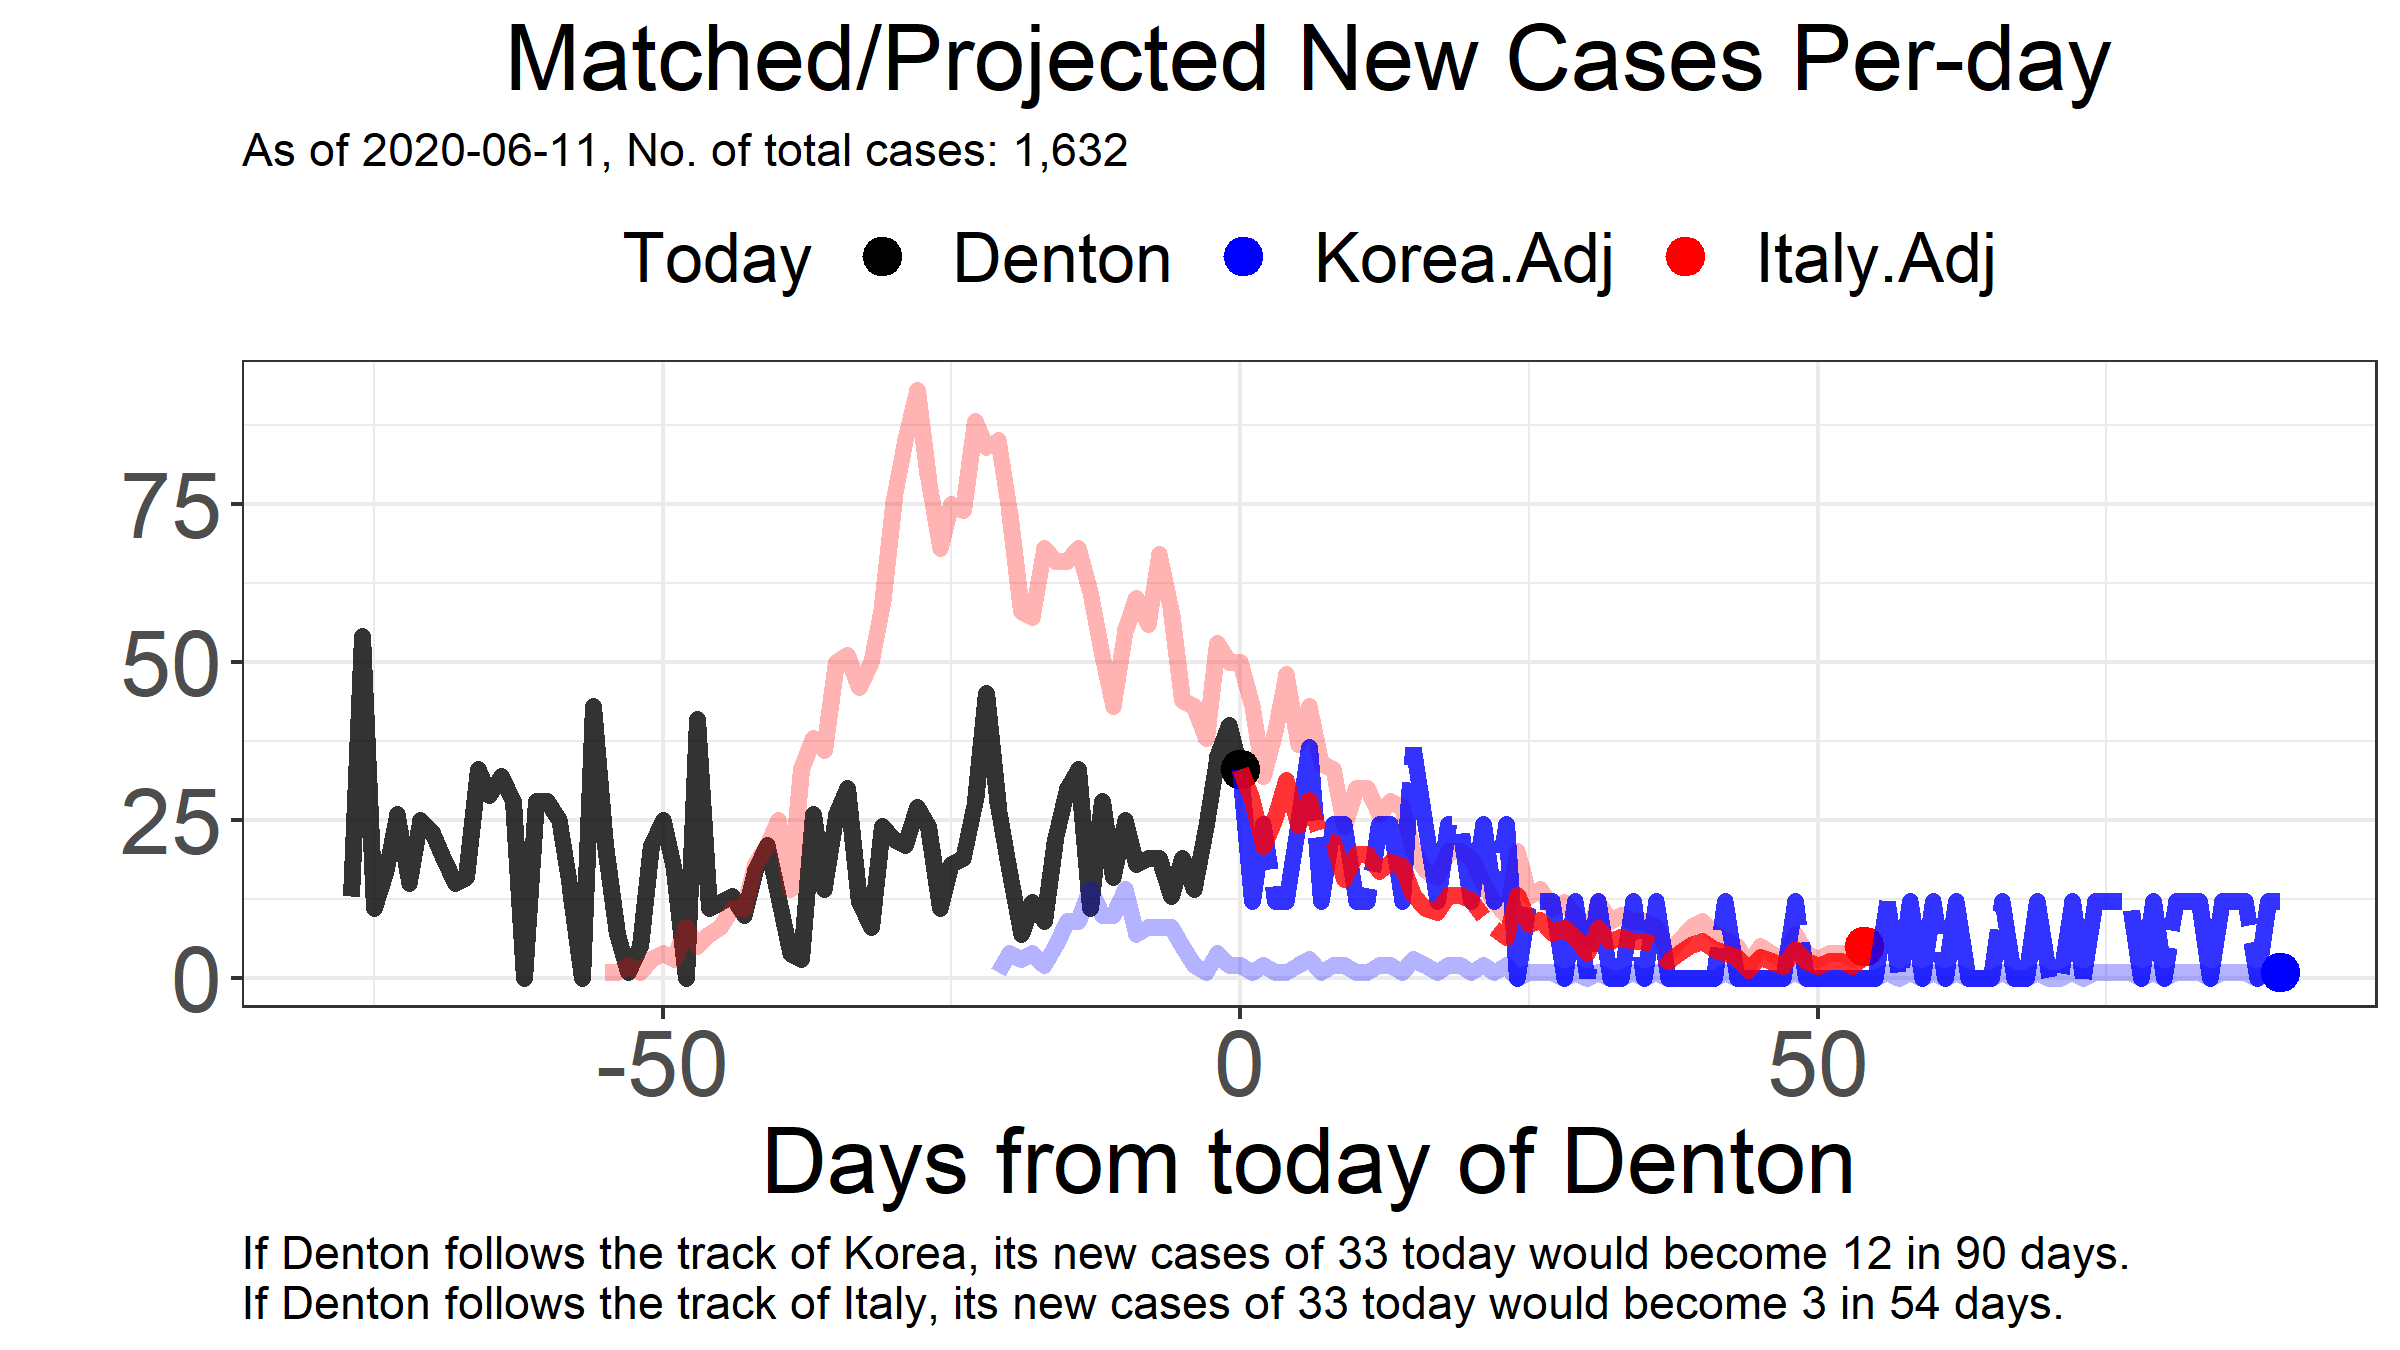 Matched/Projected New Cases Per-day
As of 2020-06-11, No. of total cases: 1,632
Today Denton Korea.Adj Italy.Adj
75
50
25
0
-50 0 50
Days from today of Denton
If Denton follows the track of Korea, its new cases of 33 today would become 12 in 90 days.
If Denton follows the track of Italy, its new cases of 33 today would become 3 in 54 days.